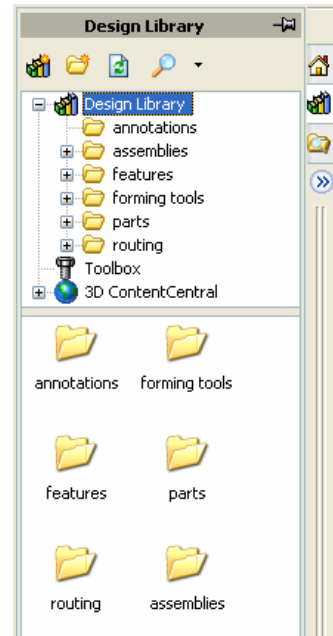 Design Library
Design Library
annotations
assemblies
features
forming tools
parts
routing
Toolbox
3D ContentCentral
annotations forming tools
features parts
routing assemblies